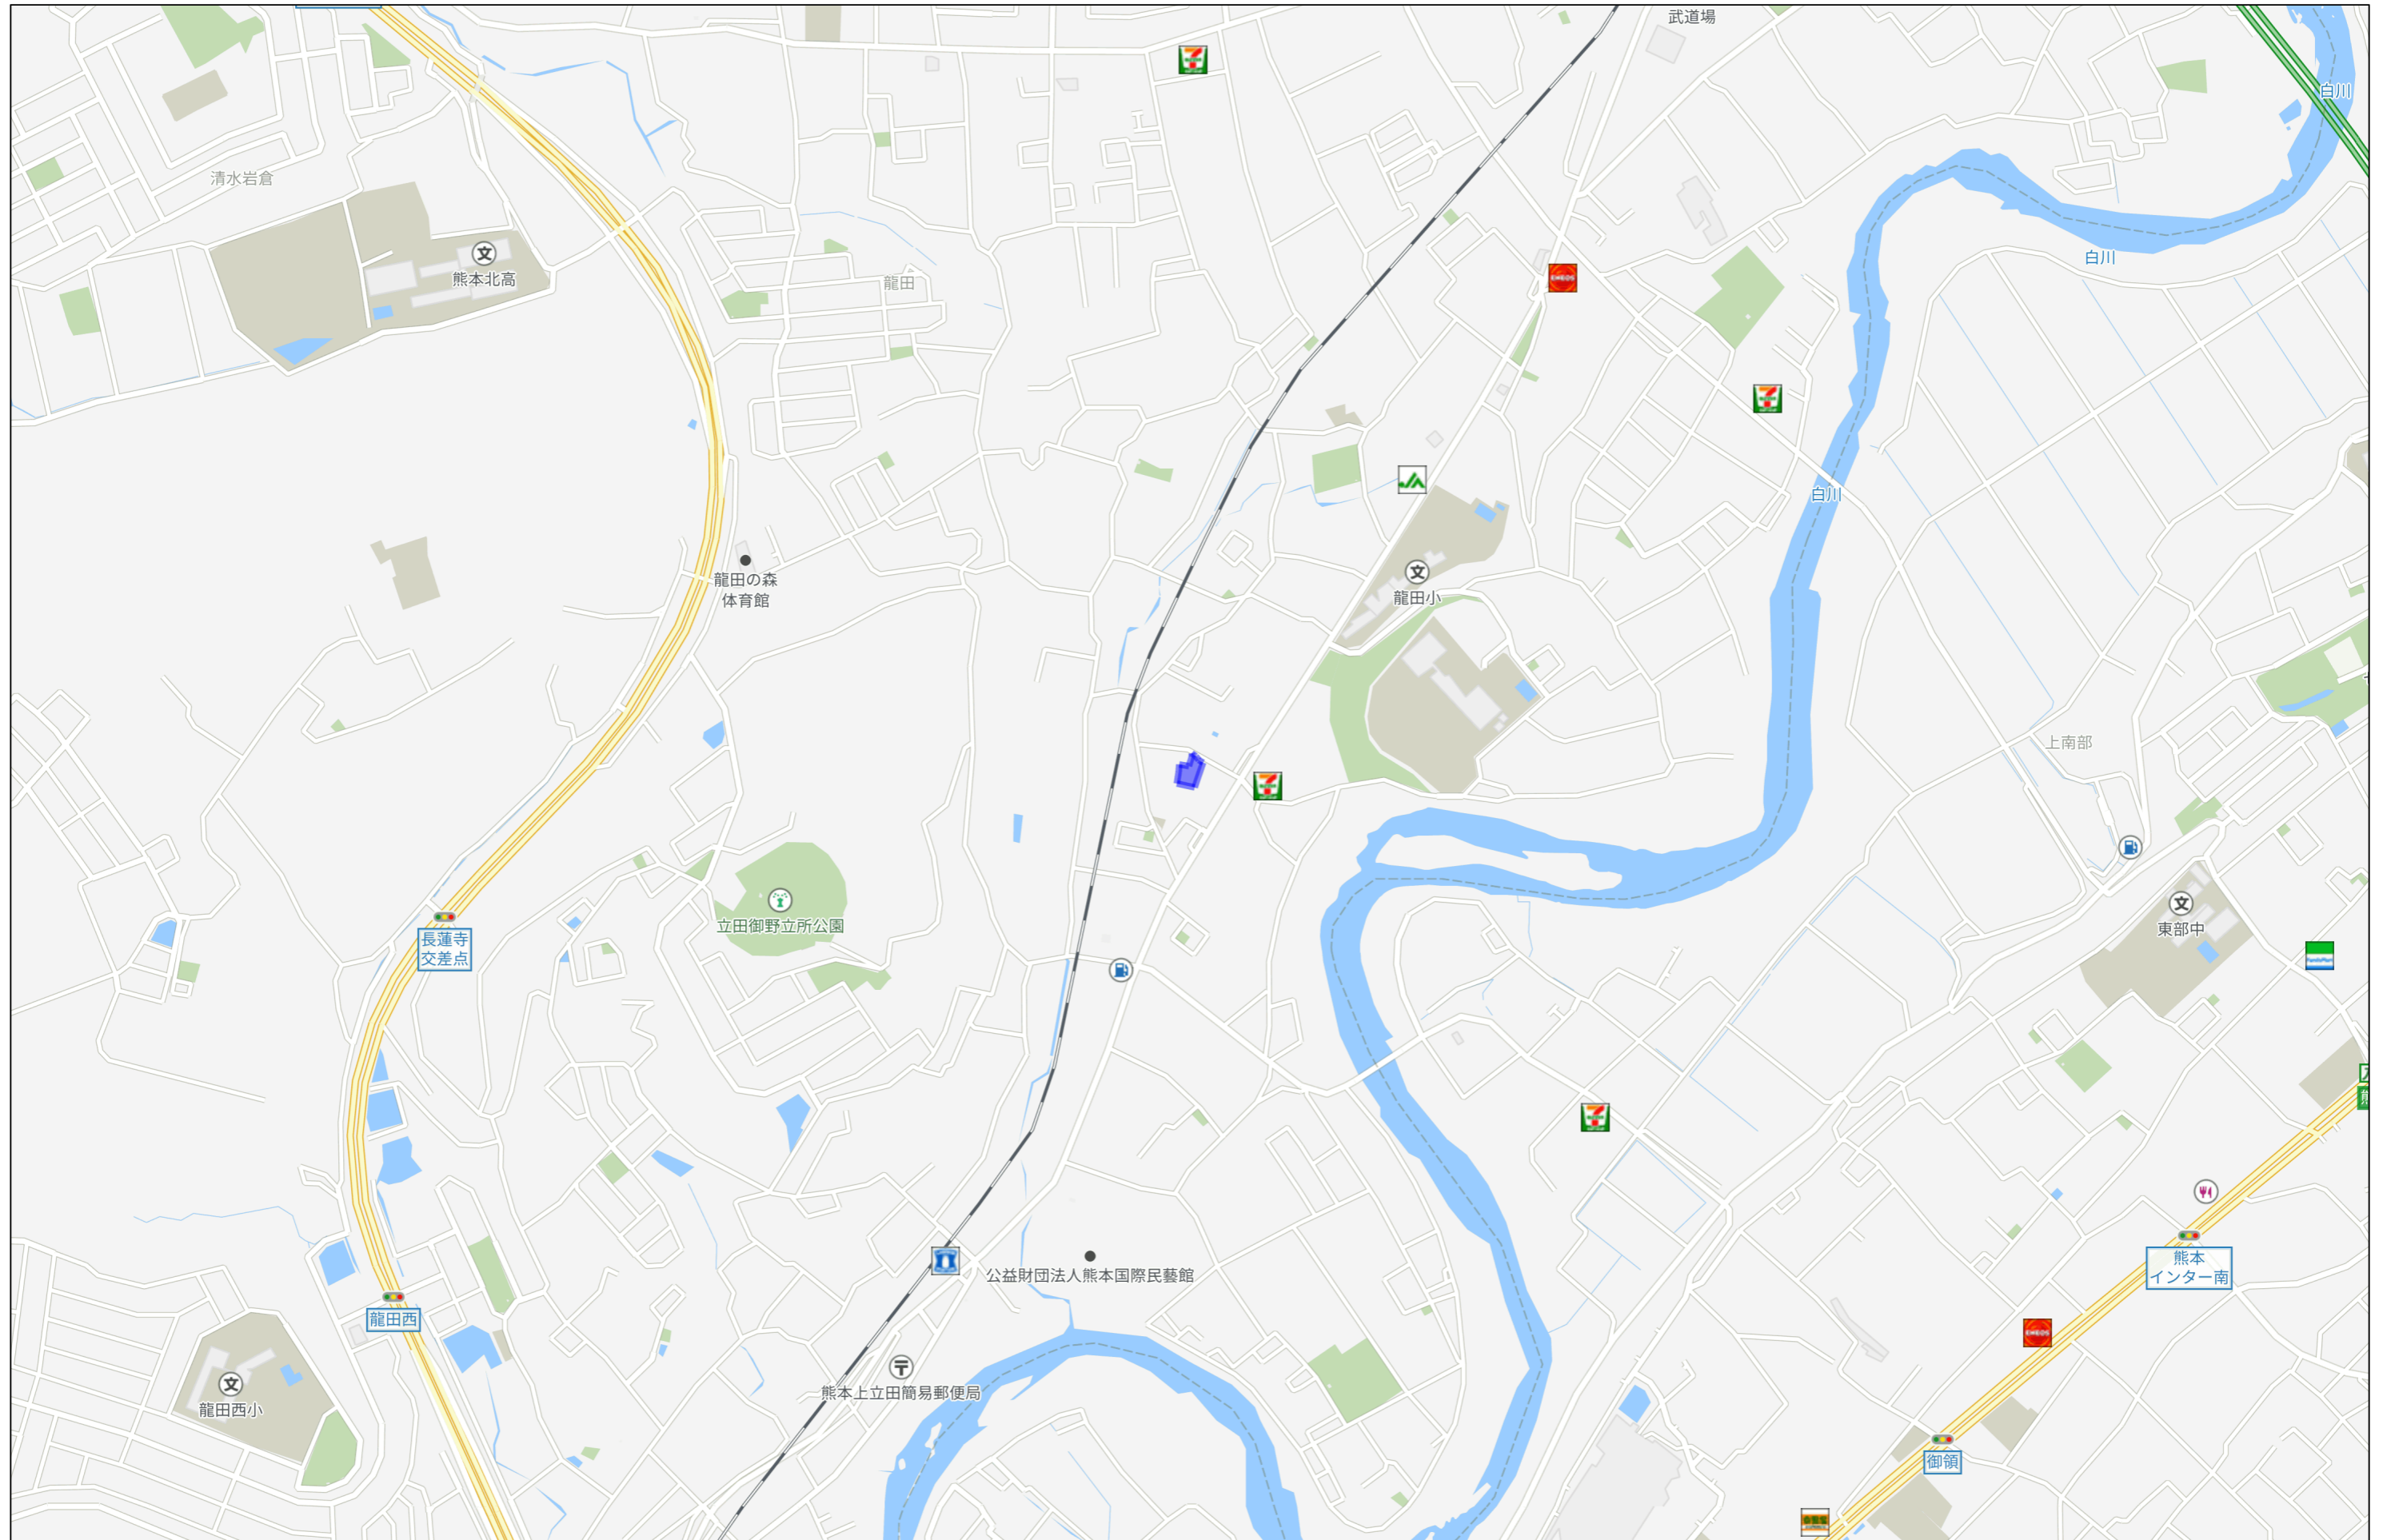 武道場
白川
清水岩倉
白川
熊本北高
龍田
白川
龍田の森
体育館
龍田小
上南部
立田御野立所公園
東部中
長蓮寺
交差点
熊本
インター南
公益財団法人熊本国際民藝館
龍田西
熊本上立田簡易郵便局
龍田西小
御領